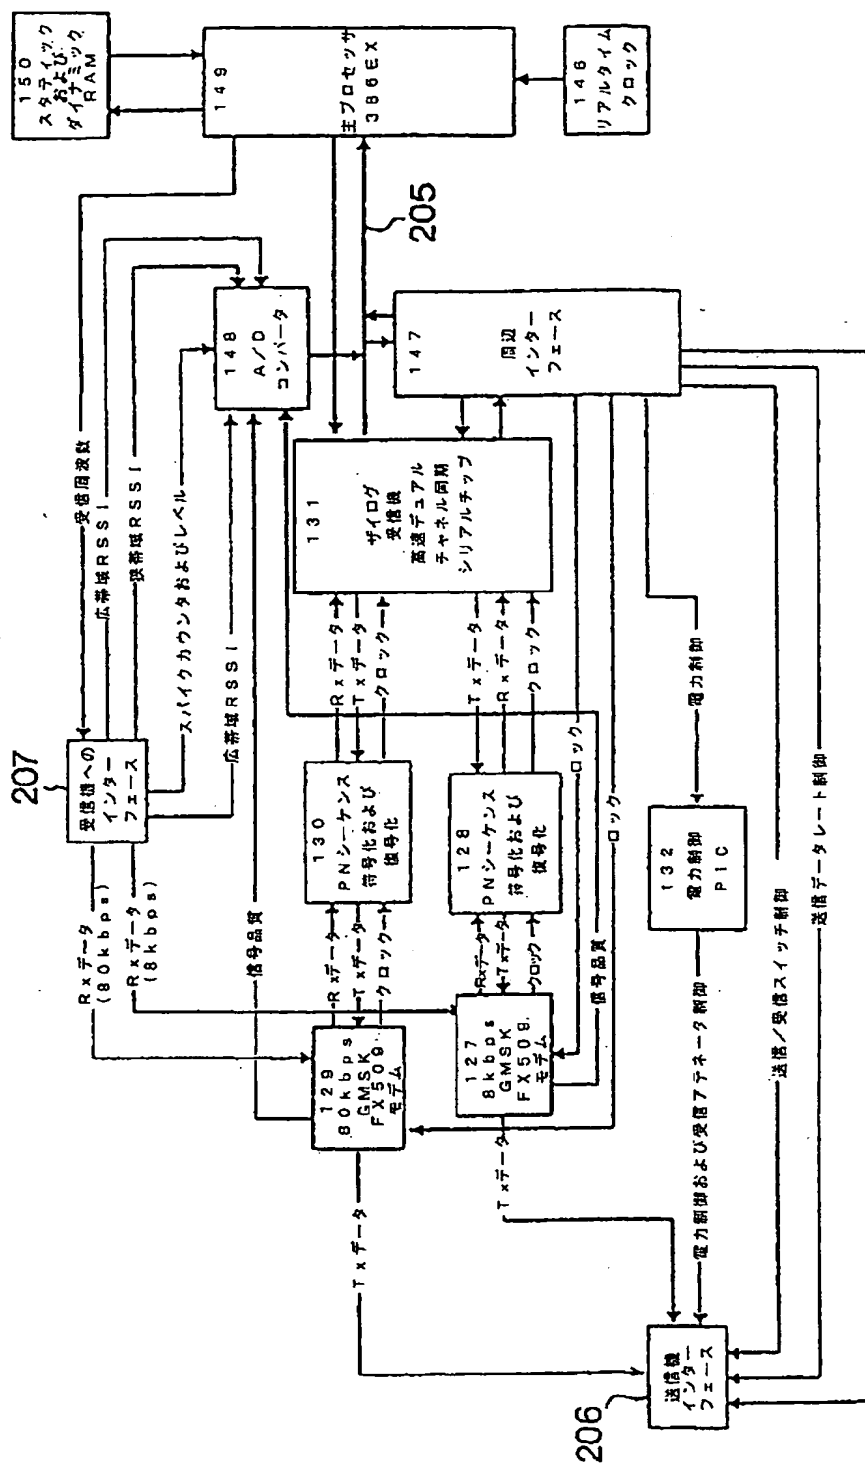 150
スタティック
および
ダイナミック
RAM
149
主プロセッサ
386EX
146
リアルタイム
クロック
205
受信周波数
広帯域RSSI
狭帯域RSSI
スパイクカウンタおよびレベル
広帯域RSSI
148
A/D
コンバータ
147
周辺
インター
フェース
131
ザイログ
受信機
高速デュアル
チャネル同期
シリアルチップ
207
受信機への
インター
フェース
Rxデータ
(80kbps)
Rxデータ
(8kbps)
信号品質
Rxデータ
Txデータ
クロック
Txデータ
Rxデータ
クロック
130
PNシーケンス
符号化および
復号化
128
PNシーケンス
符号化および
復号化
Rxデータ
Txデータ
クロック
Rxデータ
Txデータ
クロック
信号品質
ロック
ロック
129
80kbps
GMSK
FX509
モデム
127
8kbps
GMSK
FX509
モデム
Txデータ
Txデータ
電力制御
132
電力制御
PIC
電力制御および受信アテネータ制御
送信/受信スイッチ制御
送信データレート制御
206
送信機
インター
フェース